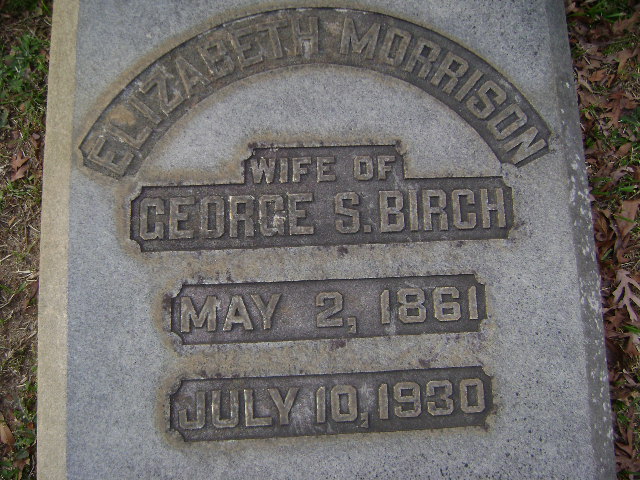 ELIZABETH MORRISON
WIFE OF
GEORGE S. BIRCH
MAY 2, 1861
JULY 10, 1930